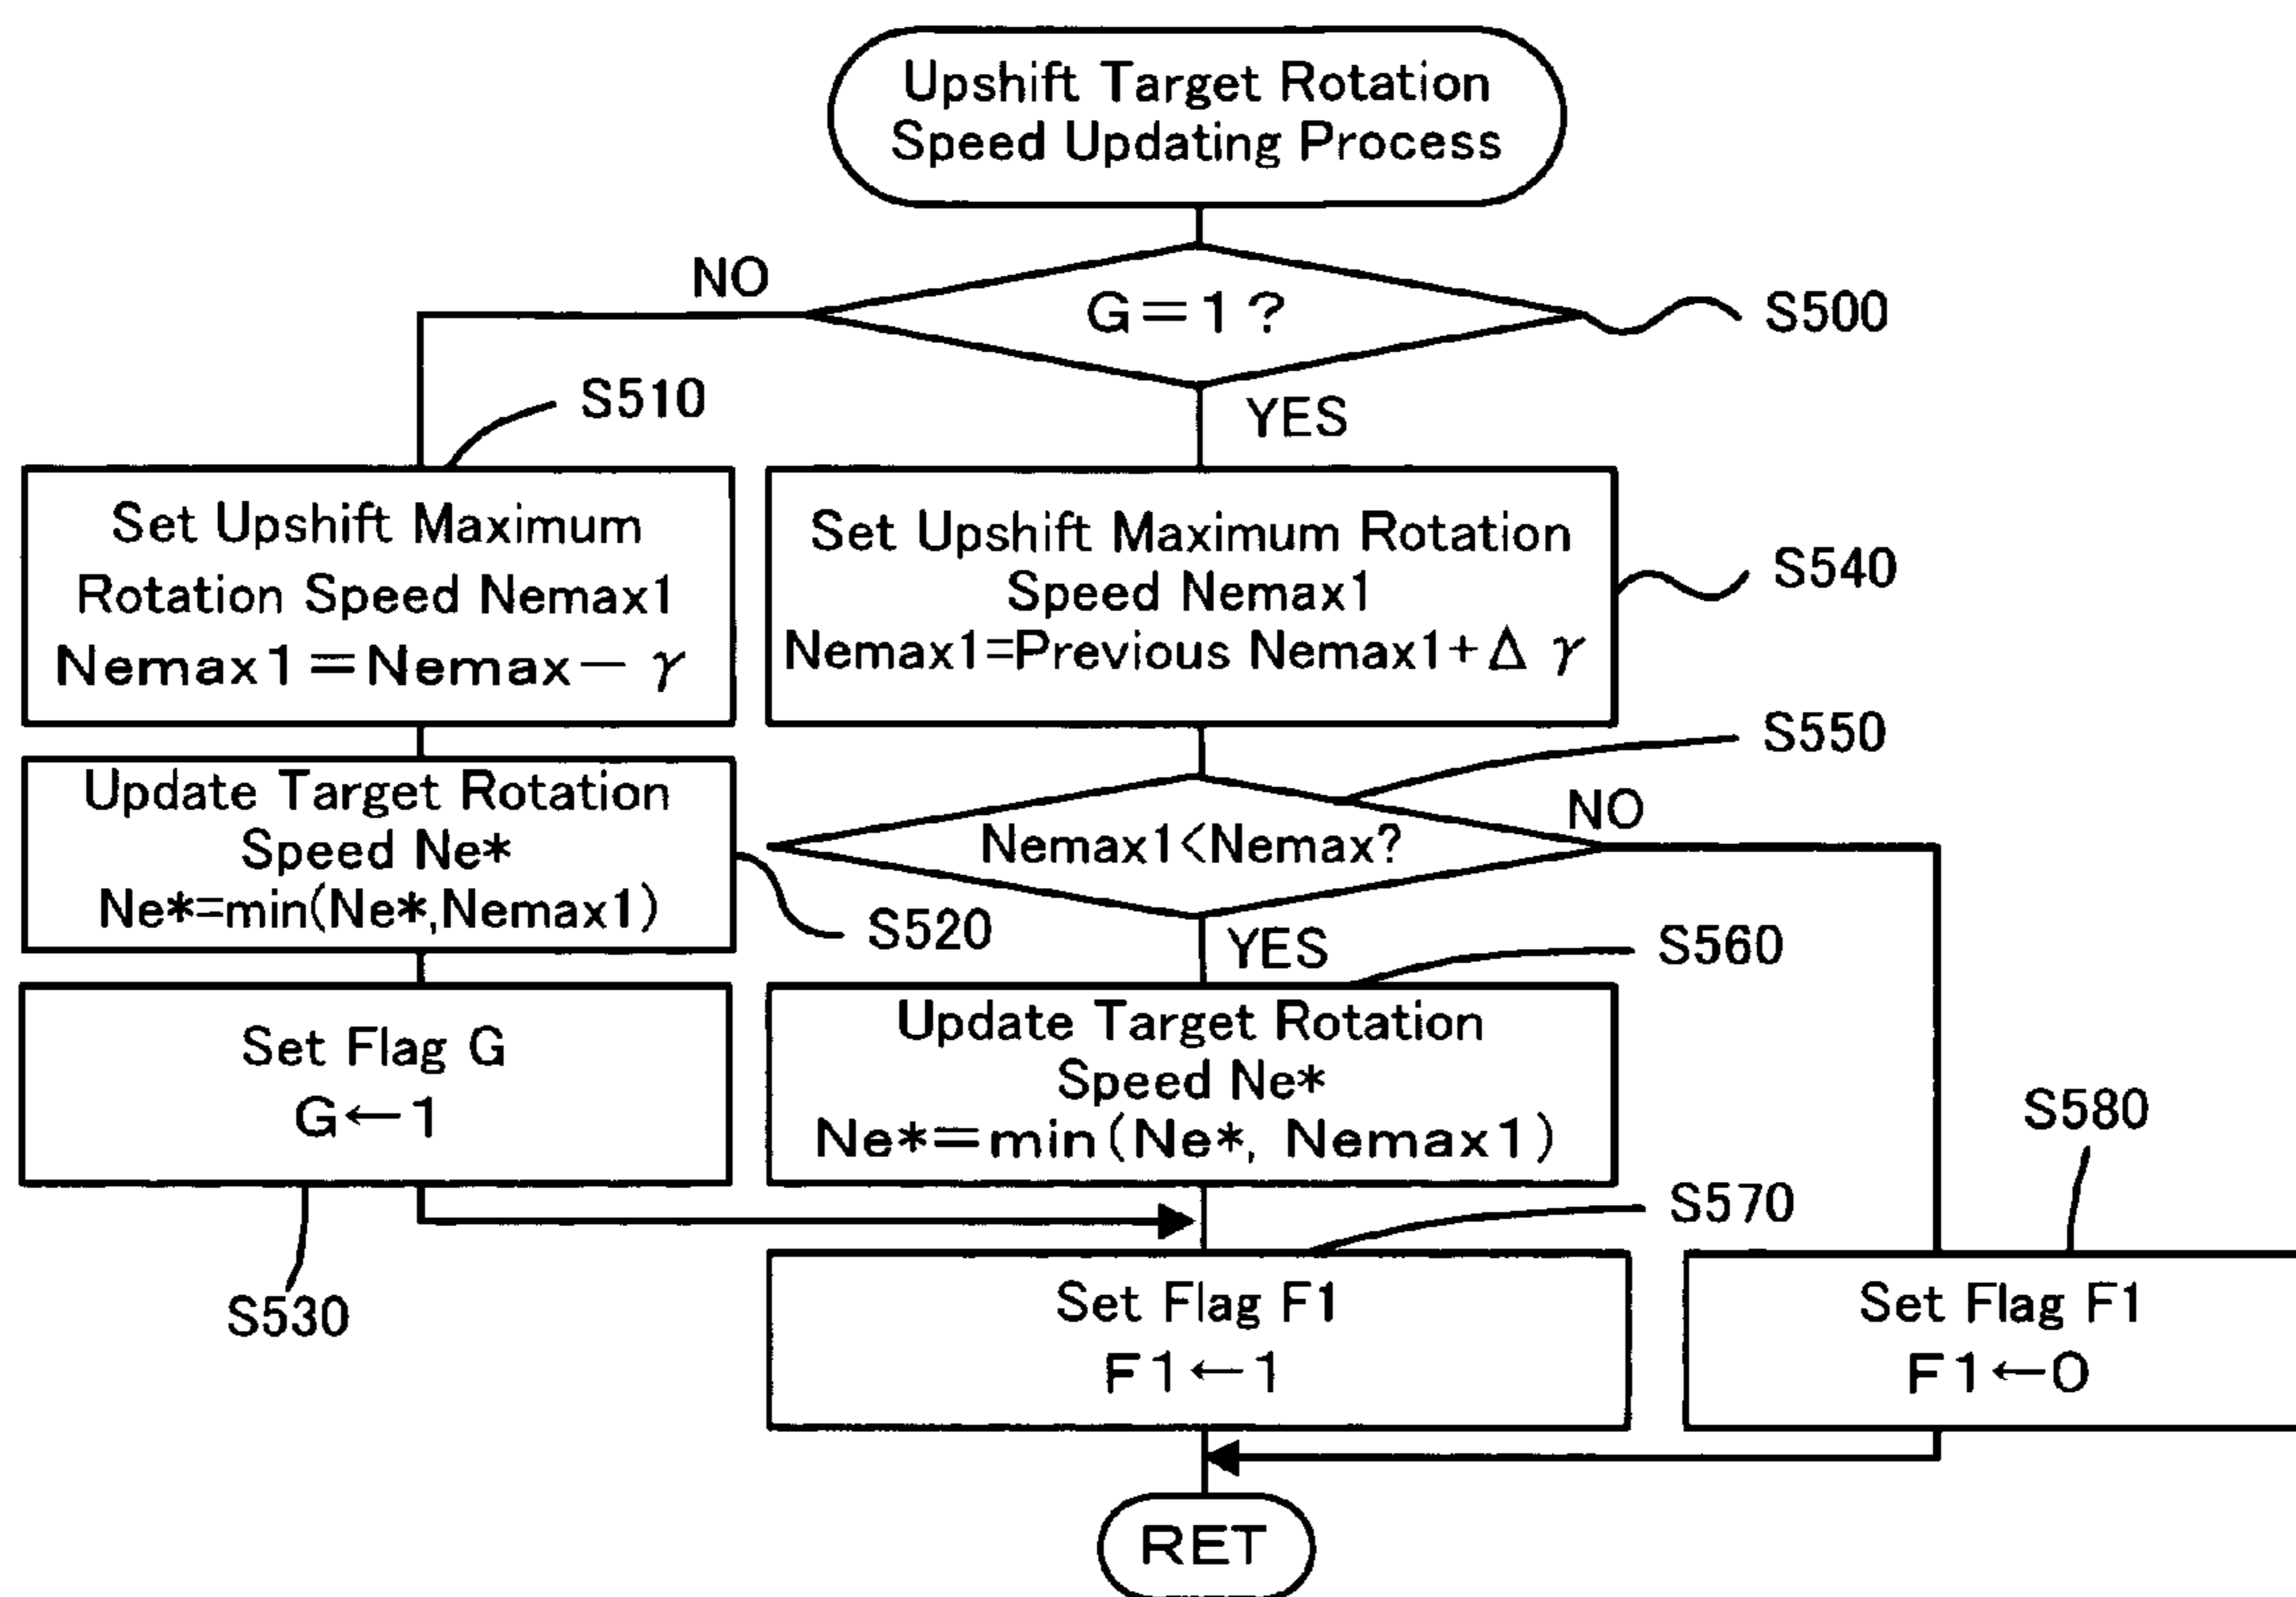 Upshift Target Rotation
Speed Updating Process
NO
G=1?
S500
S510
YES
Set Upshift Maximum
Rotation Speed Nemax1
Nemax1=Nemax-γ
Set Upshift Maximum Rotation
Speed Nemax1
Nemax1=Previous Nemax1+Δγ
S540
S550
Update Target Rotation
Speed Ne*
Ne*=min(Ne*,Nemax1)
S520
Nemax1<Nemax?
NO
YES
S560
Set Flag G
G←1
S530
Update Target Rotation
Speed Ne*
Ne*=min(Ne*, Nemax1)
S580
S570
Set Flag F1
F1←1
Set Flag F1
F1←0
RET